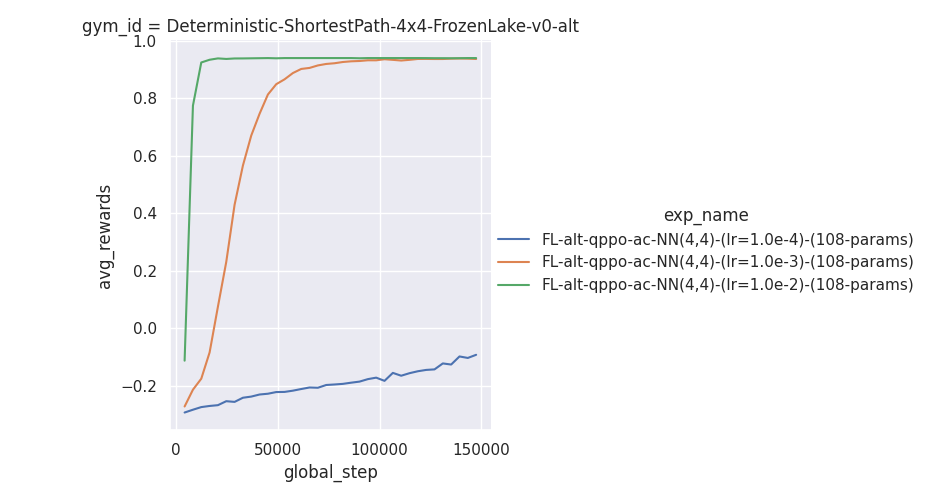 gym_id = Deterministic-ShortestPath-4x4-FrozenLake-v0-alt
1.0
0.8
0.6
0.4
0.2
0.0
−0.2
avg_rewards
0 50000 100000 150000
global_step
exp_name
FL-alt-qppo-ac-NN(4,4)-(lr=1.0e-4)-(108-params)
FL-alt-qppo-ac-NN(4,4)-(lr=1.0e-3)-(108-params)
FL-alt-qppo-ac-NN(4,4)-(lr=1.0e-2)-(108-params)